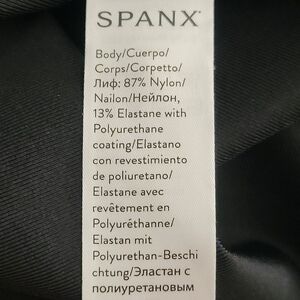 SPANX®
Body/Cuerpo/
Corps/Corpetto/
Лиф: 87% Nylon/
Nailon/Нейлон,
13% Elastane with
Polyurethane
coating/Elastano
con revestimiento
de poliuretano/
Elastane avec
revêtement en
Polyuréthanne/
Elastan mit
Polyurethan-Beschi
chtung/Эластан с
полиуретановым